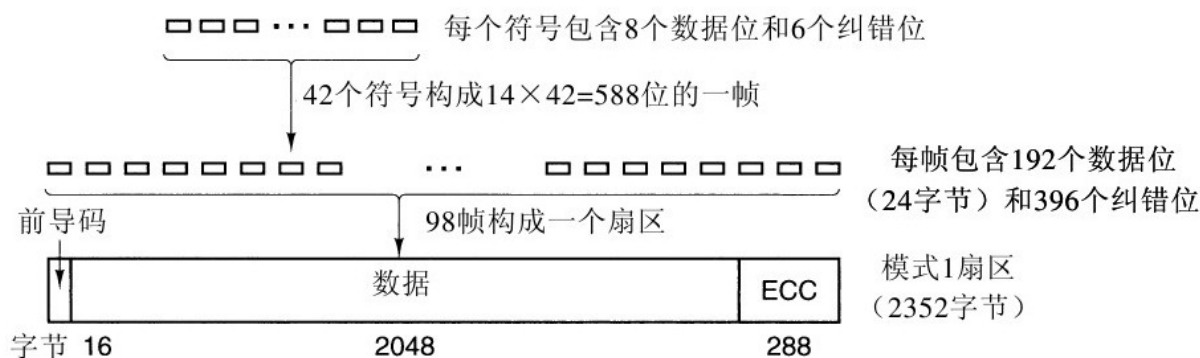 每个符号包含8个数据位和6个纠错位
42个符号构成14×42=588位的一帧
每帧包含192个数据位
（24字节）和396个纠错位
前导码
98帧构成一个扇区
数据
ECC
模式1扇区
（2352字节）
字节 16 2048 288